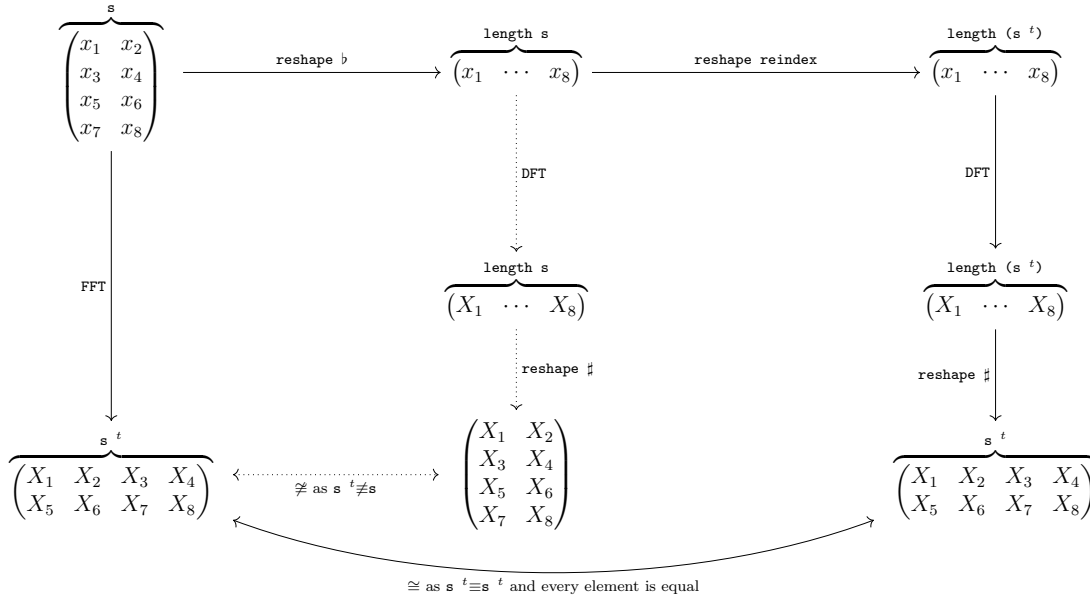 s
length s
length (s ᵗ)
x₁ x₂
x₃ x₄
x₅ x₆
x₇ x₈
reshape ♭
(x₁ ⋯ x₈)
reshape reindex
(x₁ ⋯ x₈)
FFT
DFT
DFT
length s
length (s ᵗ)
(X₁ ⋯ X₈)
(X₁ ⋯ X₈)
reshape ♯
reshape ♯
s ᵗ
X₁ X₂ X₃ X₄
X₅ X₆ X₇ X₈
≇ as s ᵗ≢s
X₁ X₂
X₃ X₄
X₅ X₆
X₇ X₈
s ᵗ
X₁ X₂ X₃ X₄
X₅ X₆ X₇ X₈
≅ as s ᵗ≡s ᵗ and every element is equal